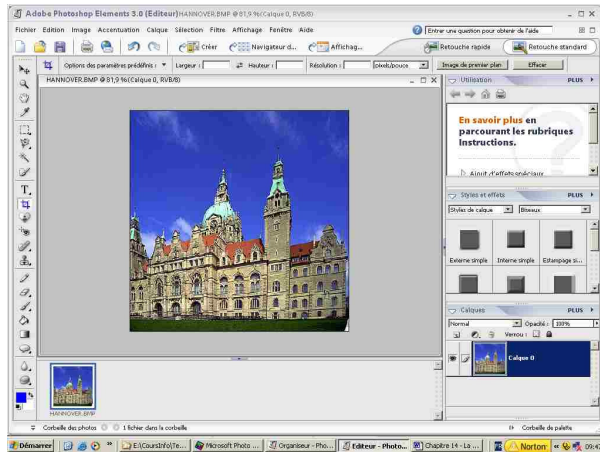 Adobe Photoshop Elements 3.0 (Editeur) HANNOVER.BMP @ 81,9 % (Calque 0, RVB/8)
Fichier Edition Image Accentuation Calque Sélection Filtre Affichage Fenêtre Aide
Entrer une question pour obtenir de l'aide
Créer Navigateur d... Affichag... Retouche rapide Retouche standard
Options des paramètres prédéfinis : Largeur : Hauteur : Résolution : pixels/pouce Image de premier plan Effacer
HANNOVER.BMP @ 81,9 % (Calque 0, RVB/8)
Utilisation PLUS
En savoir plus en
parcourant les rubriques
Instructions.
Ajout d'effets spéciaux
Styles et effets PLUS
Styles de calque Biseaux
Externe simple Interne simple Estampage si...
Calques PLUS
Normal Opacité : 100%
Verrou :
Calque 0
HANNOVER.BMP
Corbeille des photos 1 fichier dans la corbeille Corbeille de palette
Démarrer E:\CoursInfo\Te... Microsoft Photo ... Organiseur - Pho... Editeur - Photo... Chapitre 14 - La ... Norton